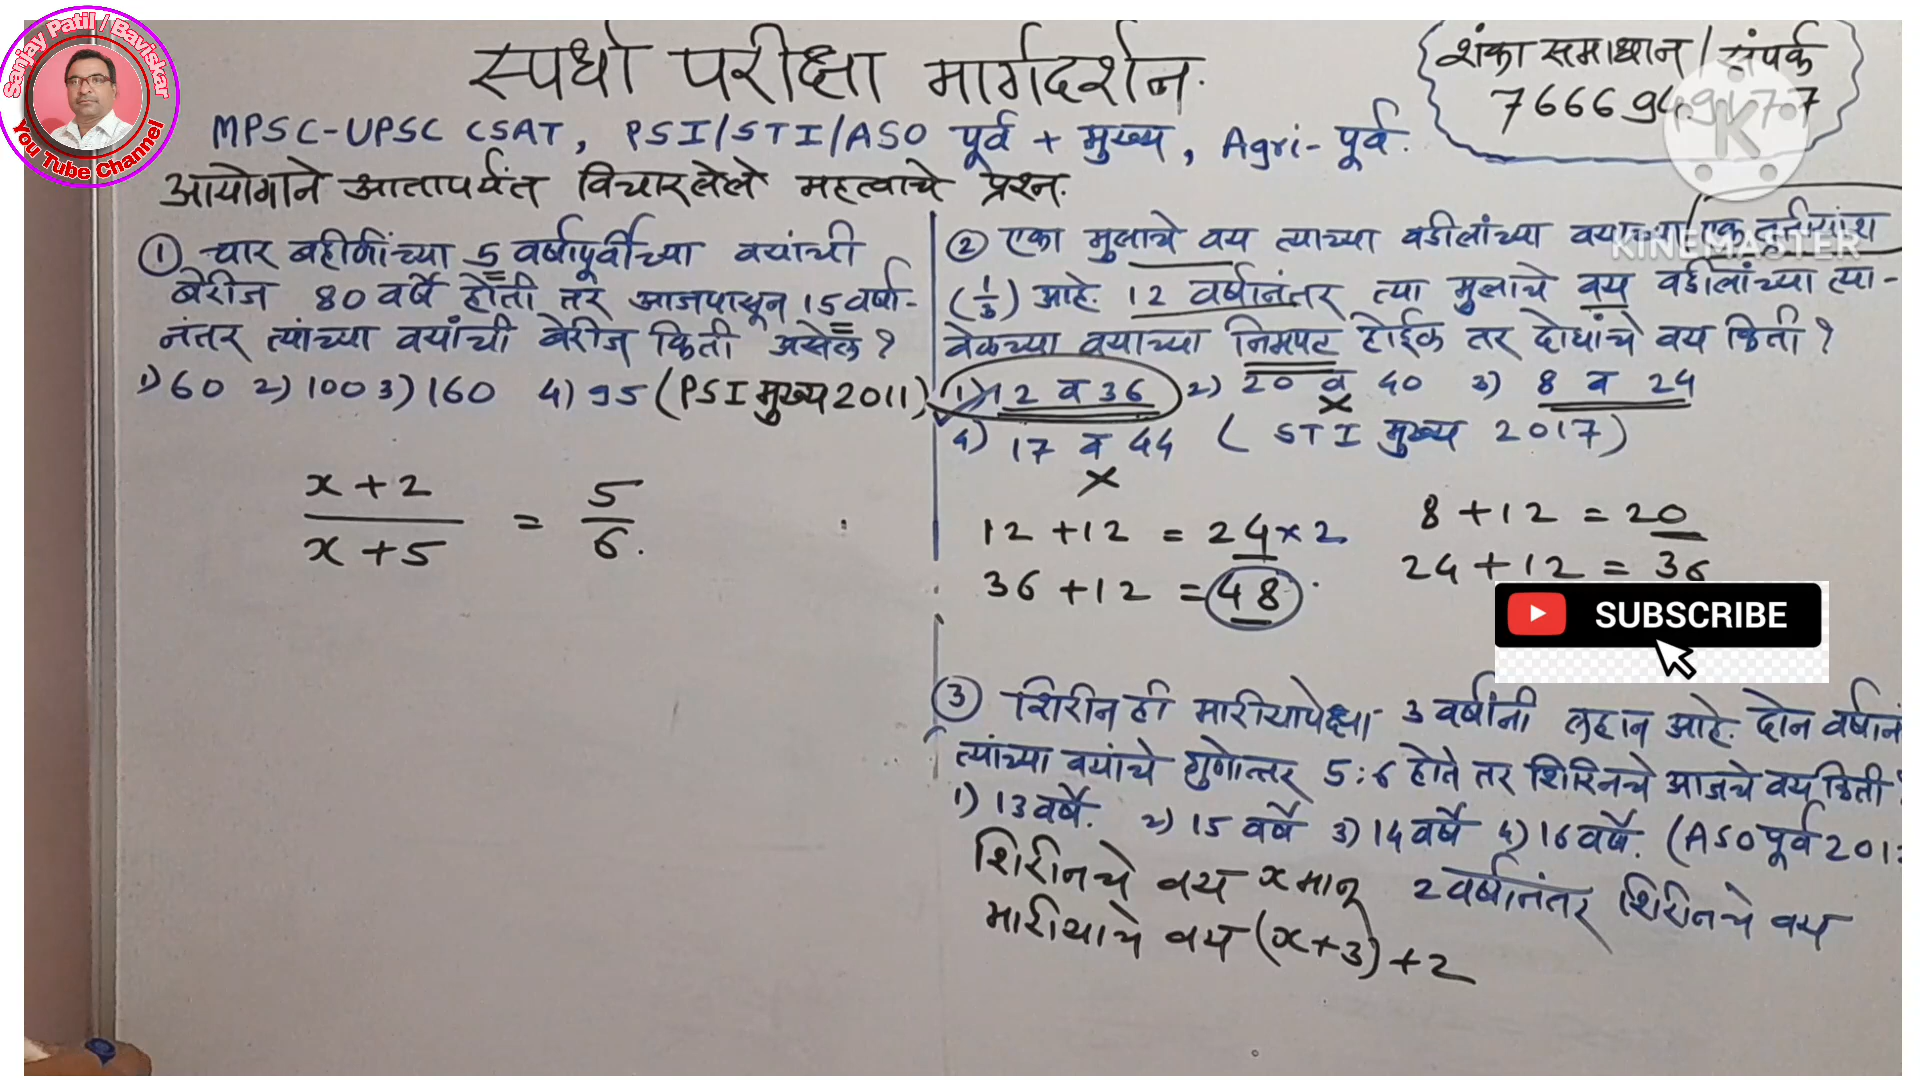 Sanjay Patil / Baviskar
You Tube Channel
स्पर्धा परीक्षा मार्गदर्शन.
शंका समाधान / संपर्क
7666949177
MPSC-UPSC CSAT, PSI/STI/ASO पूर्व + मुख्य, Agri-पूर्व.
आयोगाने आतापर्यंत विचारलेले महत्वाचे प्रश्न.
KINEMASTER
① चार बहीणींच्या 5 वर्षापूर्वीच्या वयांची
बेरीज 80 वर्षे होती तर आजपासून 15 वर्षा-
नंतर त्यांच्या वयांची बेरीज किती असेल ?
1) 60 2) 100 3) 160 4) 95 (PSI मुख्य 2011)
x + 2 / x + 5 = 5 / 6.
② एका मुलाचे वय त्याच्या वडीलांच्या वयाच्या एक तृतीयांश
(1/3) आहे. 12 वर्षानंतर त्या मुलाचे वय वडीलांच्या त्या-
वेळच्या वयाच्या निमपट होईल तर दोघांचे वय किती ?
1) 12 व 36 2) 20 व 40 3) 8 व 24
4) 17 व 44 ( STI मुख्य 2017)
12 + 12 = 24 × 2
36 + 12 = 48
8 + 12 = 20
24 + 12 = 36
SUBSCRIBE
③ शिरीन ही मारीयापेक्षा 3 वर्षांनी लहान आहे. दोन
त्यांच्या वयांचे गुणोत्तर 5:6 होते तर शिरिनचे आजचे वय किती ?
1) 13 वर्षे. 2) 15 वर्षे 3) 14 वर्षे 4) 16 वर्षे. (ASO पूर्व
शिरीनचे वय x मानू 2 वर्षानंतर शिरीनचे वय
मारीयाचे वय (x+3) +2